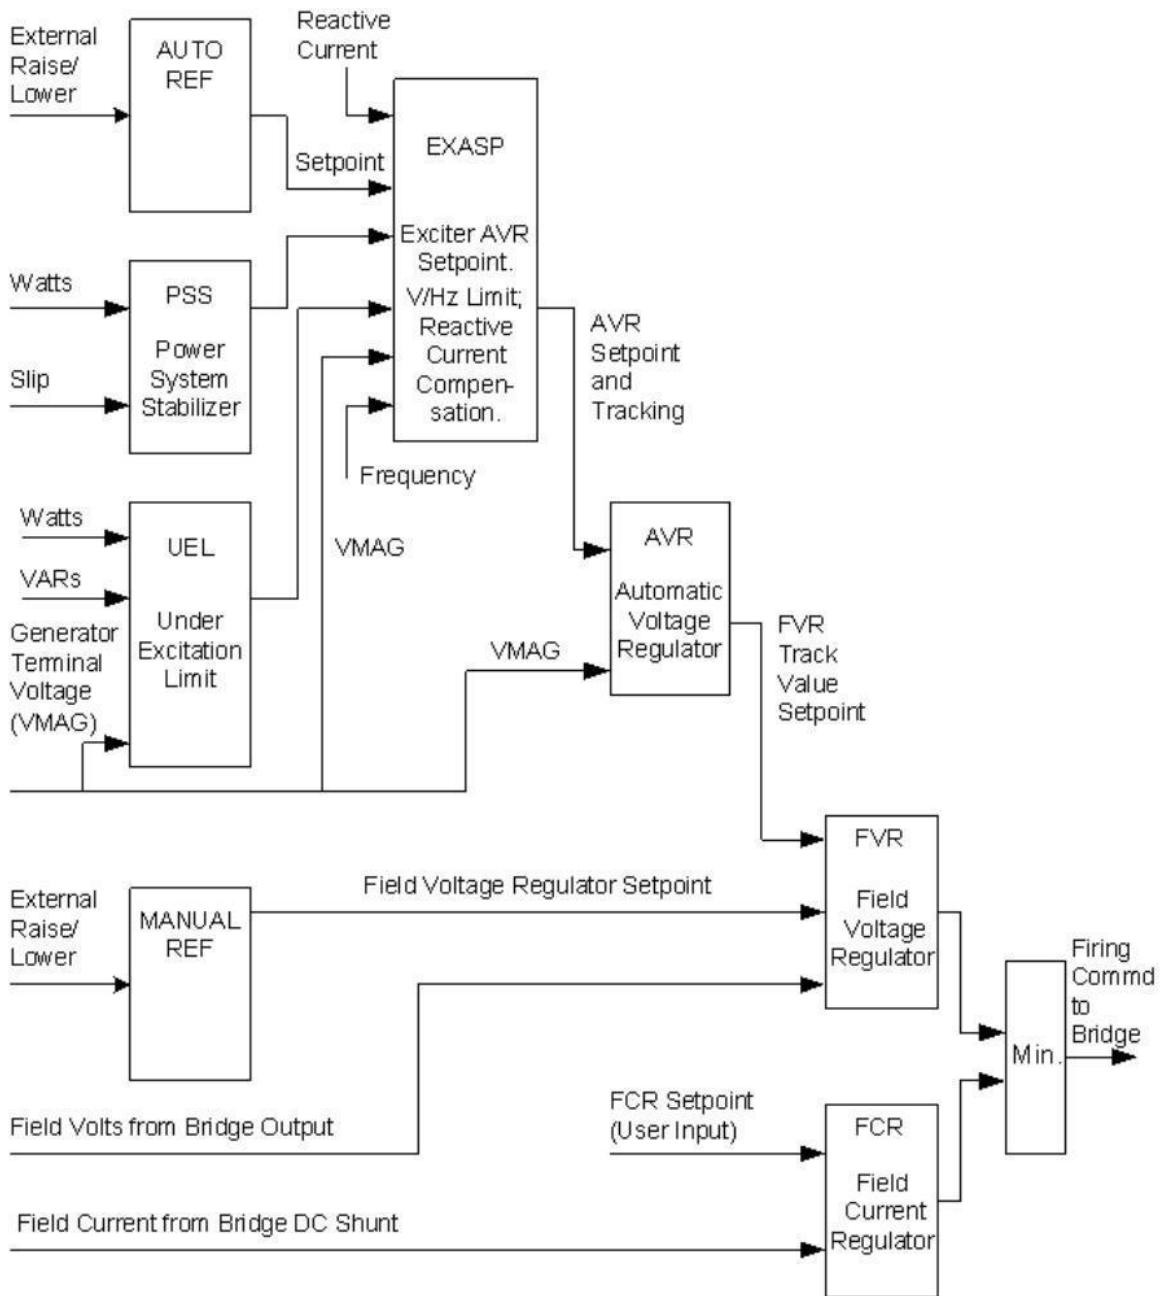 External
Raise/
Lower
AUTO
REF
Reactive
Current
Setpoint
EXASP
Exciter AVR
Setpoint.
V/Hz Limit;
Reactive
Current
Compen-
sation.
Watts
Slip
PSS
Power
System
Stabilizer
AVR
Setpoint
and
Tracking
Frequency
Watts
VARs
Generator
Terminal
Voltage
(VMAG)
UEL
Under
Excitation
Limit
VMAG
VMAG
AVR
Automatic
Voltage
Regulator
FVR
Track
Value
Setpoint
External
Raise/
Lower
MANUAL
REF
Field Voltage Regulator Setpoint
FVR
Field
Voltage
Regulator
Min.
Firing
Commd
to
Bridge
Field Volts from Bridge Output
FCR Setpoint
(User Input)
FCR
Field
Current
Regulator
Field Current from Bridge DC Shunt